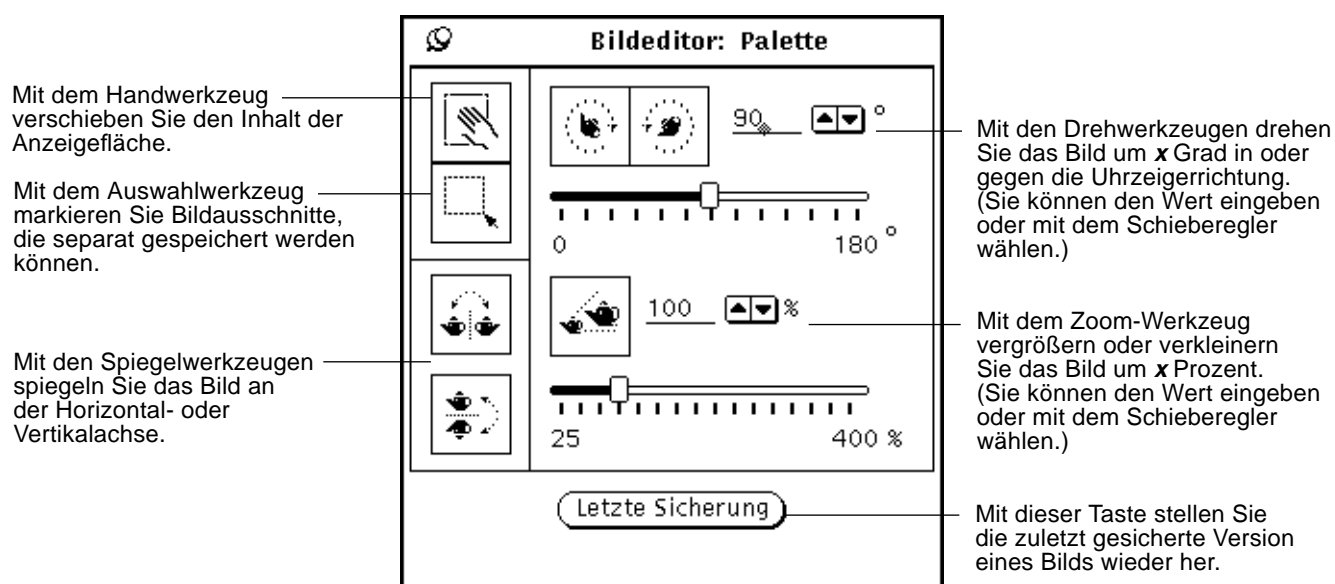 Bildeditor: Palette
Mit dem Handwerkzeug
verschieben Sie den Inhalt der
Anzeigefläche.
Mit dem Auswahlwerkzeug
markieren Sie Bildausschnitte,
die separat gespeichert werden
können.
Mit den Spiegelwerkzeugen
spiegeln Sie das Bild an
der Horizontal- oder
Vertikalachse.
90 °
0 180 °
100 %
25 400 %
Letzte Sicherung
Mit den Drehwerkzeugen drehen
Sie das Bild um x Grad in oder
gegen die Uhrzeigerrichtung.
(Sie können den Wert eingeben
oder mit dem Schieberegler
wählen.)
Mit dem Zoom-Werkzeug
vergrößern oder verkleinern
Sie das Bild um x Prozent.
(Sie können den Wert eingeben
oder mit dem Schieberegler
wählen.)
Mit dieser Taste stellen Sie
die zuletzt gesicherte Version
eines Bilds wieder her.